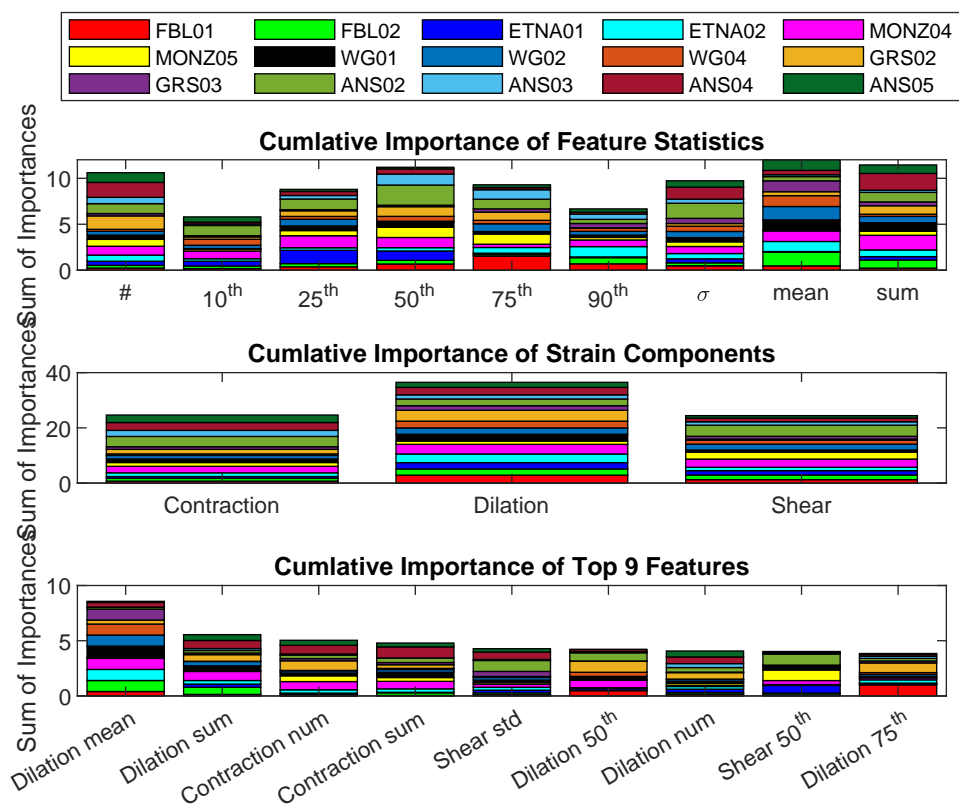 FBL01 FBL02 ETNA01 ETNA02 MONZ04
MONZ05 WG01 WG02 WG04 GRS02
GRS03 ANS02 ANS03 ANS04 ANS05
Cumlative Importance of Feature Statistics
Sum of Importances
10
5
0
# 10th 25th 50th 75th 90th σ mean sum
Cumlative Importance of Strain Components
Sum of Importances
40
20
0
Contraction Dilation Shear
Cumlative Importance of Top 9 Features
Sum of Importances
10
5
0
Dilation mean
Dilation sum
Contraction num
Contraction sum
Shear std
Dilation 50th
Dilation num
Shear 50th
Dilation 75th